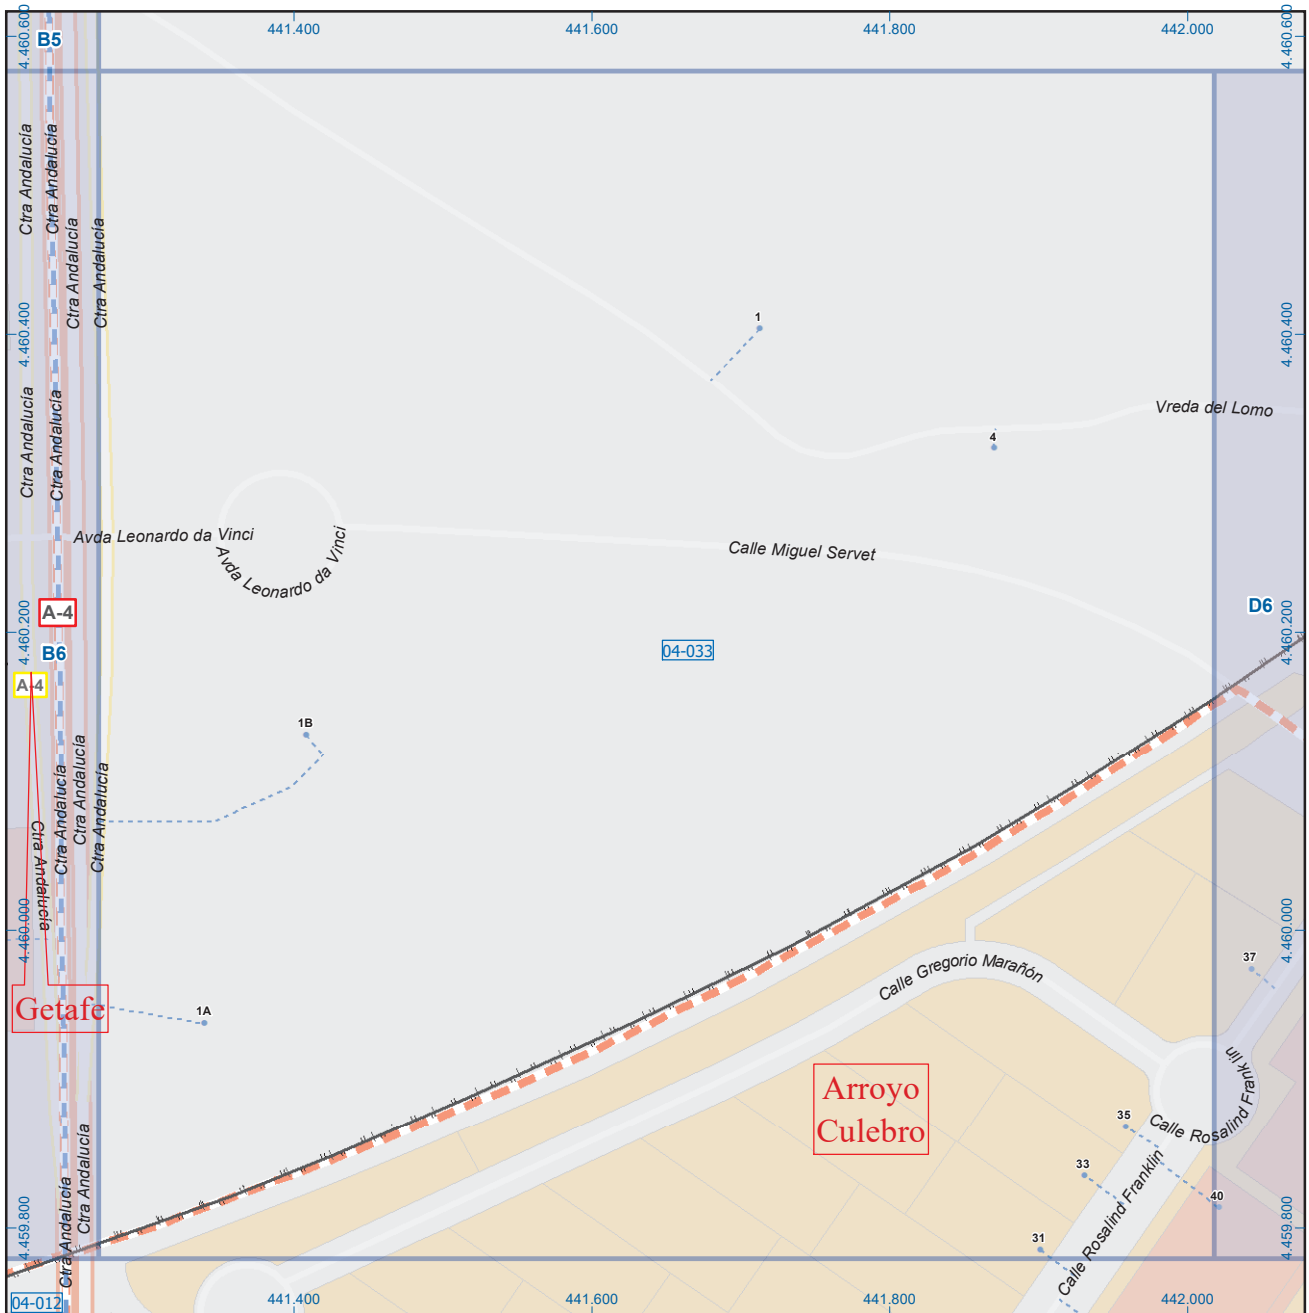 441.400
441.600
441.800
442.000
4.460.600
4.460.600
B5
Ctra Andalucía
Ctra Andalucía
Ctra Andalucía
Ctra Andalucía
4.460.400
4.460.400
1
Vreda del Lomo
4
Ctra Andalucía
Ctra Andalucía
Avda Leonardo da Vinci
Avda Leonardo da Vinci
Calle Miguel Servet
A-4
4.460.200
4.460.200
D6
B6
04-033
A-4
1B
Ctra Andalucía
Ctra Andalucía
Ctra Andalucía
Ctra Andalucía
4.460.000
4.460.000
37
Calle Gregorio Marañón
Getafe
1A
Arroyo
Culebro
Calle Rosalind Franklin
35
33
40
31
Calle Rosalind Franklin
Ctra Andalucía
Ctra Andalucía
4.459.800
4.459.800
04-012
441.400
441.600
441.800
442.000